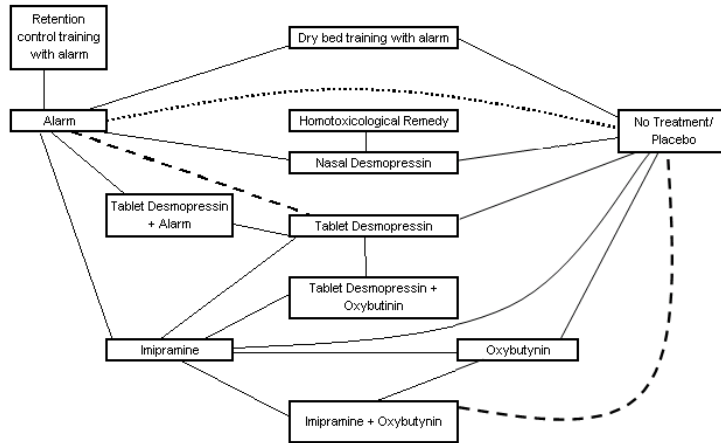 Retention
control training
with alarm
Dry bed training with alarm
Alarm
Homotoxicological Remedy
No Treatment/
Placebo
Nasal Desmopressin
Tablet Desmopressin
+ Alarm
Tablet Desmopressin
Tablet Desmopressin +
Oxybutinin
Imipramine
Oxybutynin
Imipramine + Oxybutynin